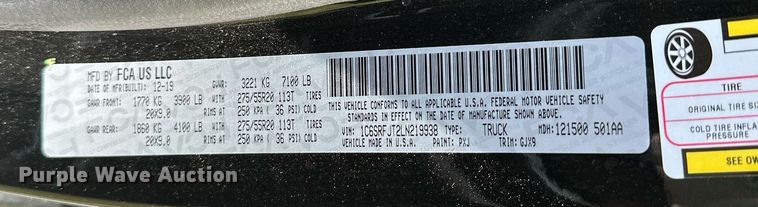 MFD BY FCA US LLC
DATE OF MFR(BUILT): 12-19 GVWR: 3221 KG 7100 LB
GAWR FRONT: 1770 KG 3900 LB WITH 275/55R20 113T TIRES
20X9.0 RIMS AT 250 KPA( 36 PSI) COLD
GAWR REAR: 1860 KG 4100 LB WITH 275/55R20 113T TIRES
20X9.0 RIMS AT 250 KPA( 36 PSI) COLD
THIS VEHICLE CONFORMS TO ALL APPLICABLE U.S.A. FEDERAL MOTOR VEHICLE SAFETY
STANDARDS IN EFFECT ON THE DATE OF MANUFACTURE SHOWN ABOVE.
VIN: 1C6SRFJT2LN219938 TYPE: TRUCK MDH: 121500 501AA
VEHICLE MADE IN U.S.A. PAINT: PXJ TRIM: GJX9
TIRE
ORIGINAL TIRE SI
COLD TIRE INFLA
PRESSURE
SEE OW
Purple Wave Auction